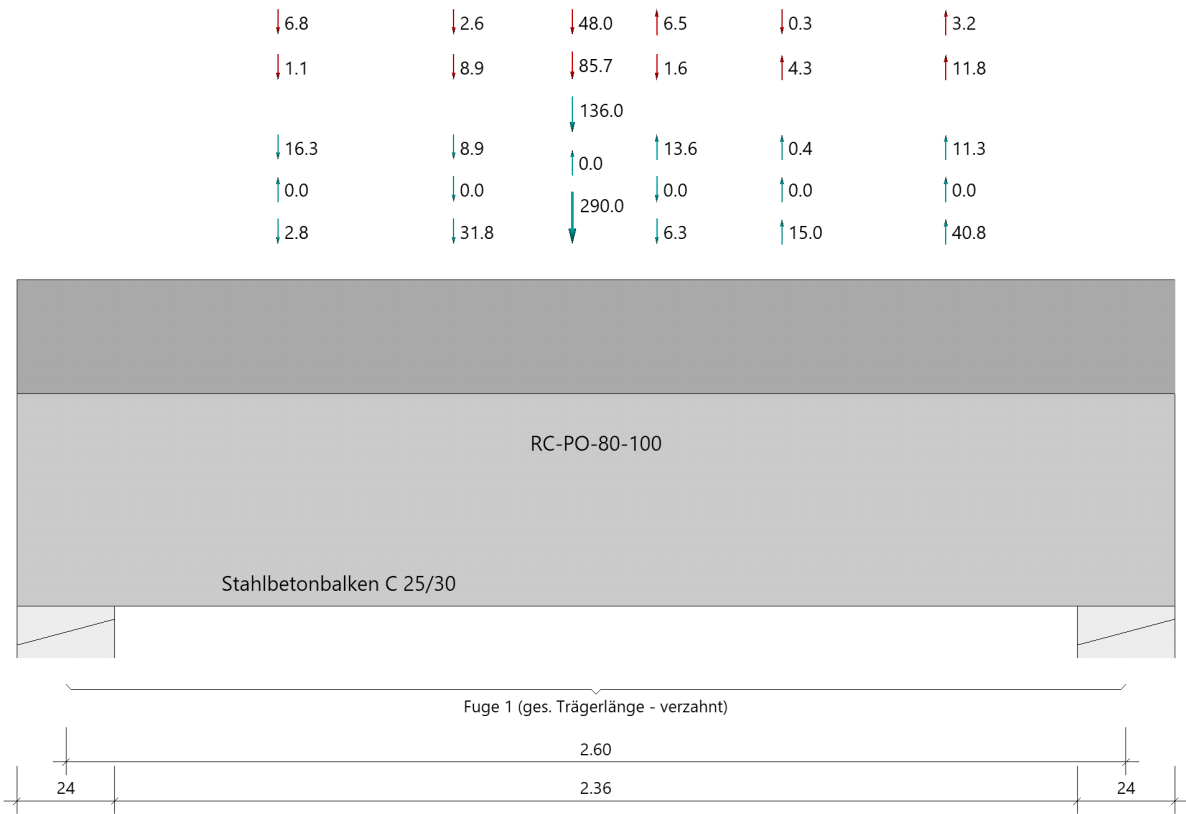 6.8 2.6 48.0 6.5 0.3 3.2
1.1 8.9 85.7 1.6 4.3 11.8
136.0
16.3 8.9 0.0 13.6 0.4 11.3
0.0 0.0 290.0 0.0 0.0 0.0
2.8 31.8 6.3 15.0 40.8
RC-PO-80-100
Stahlbetonbalken C 25/30
Fuge 1 (ges. Trägerlänge - verzahnt)
2.60
24 2.36 24